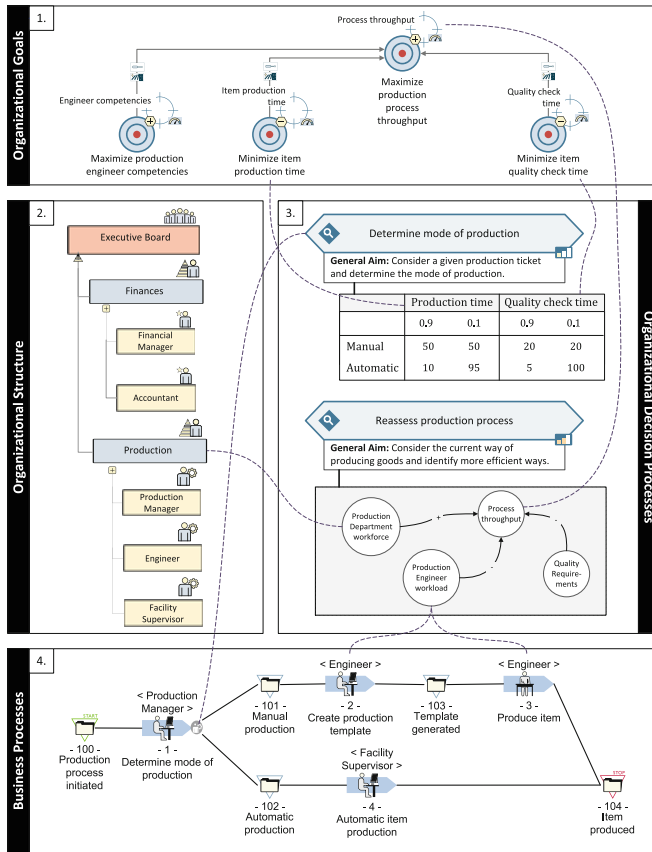 Organizational Goals
1.
Process throughput
Engineer competencies
Item production
time
Quality check
time
Maximize
production
process
throughput
Maximize production
engineer competencies
Minimize item
production time
Minimize item
quality check time
Organizational Structure
2.
Executive Board
Finances
Financial
Manager
Accountant
Production
Production
Manager
Engineer
Facility
Supervisor
Organizational Decision Processes
3.
Determine mode of production
General Aim: Consider a given production ticket
and determine the mode of production.
Production time Quality check time
0.9 0.1 0.9 0.1
Manual 50 50 20 20
Automatic 10 95 5 100
Reassess production process
General Aim: Consider the current way of
producing goods and identify more efficient ways.
Production
Department
workforce
+
Process
throughput
-
Production
Engineer
workload
-
Quality
Require-
ments
Business Processes
4.
START
- 100 -
Production
process
initiated
< Production
Manager >
- 1 -
Determine mode of
production
- 101 -
Manual
production
< Engineer >
- 2 -
Create production
template
- 103 -
Template
generated
< Engineer >
- 3 -
Produce item
- 102 -
Automatic
production
< Facility
Supervisor >
- 4 -
Automatic item
production
STOP
- 104 -
Item
produced